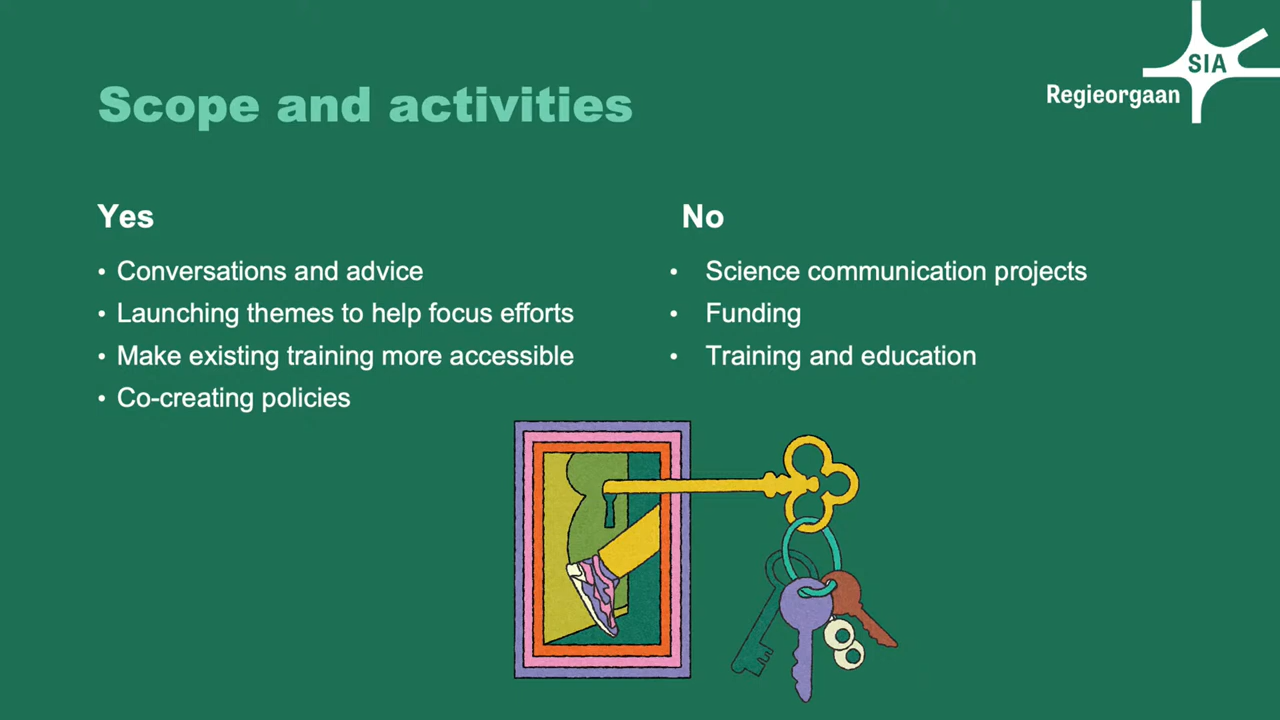 SIA
Regieorgaan
Scope and activities
Yes
• Conversations and advice
• Launching themes to help focus efforts
• Make existing training more accessible
• Co-creating policies
No
• Science communication projects
• Funding
• Training and education